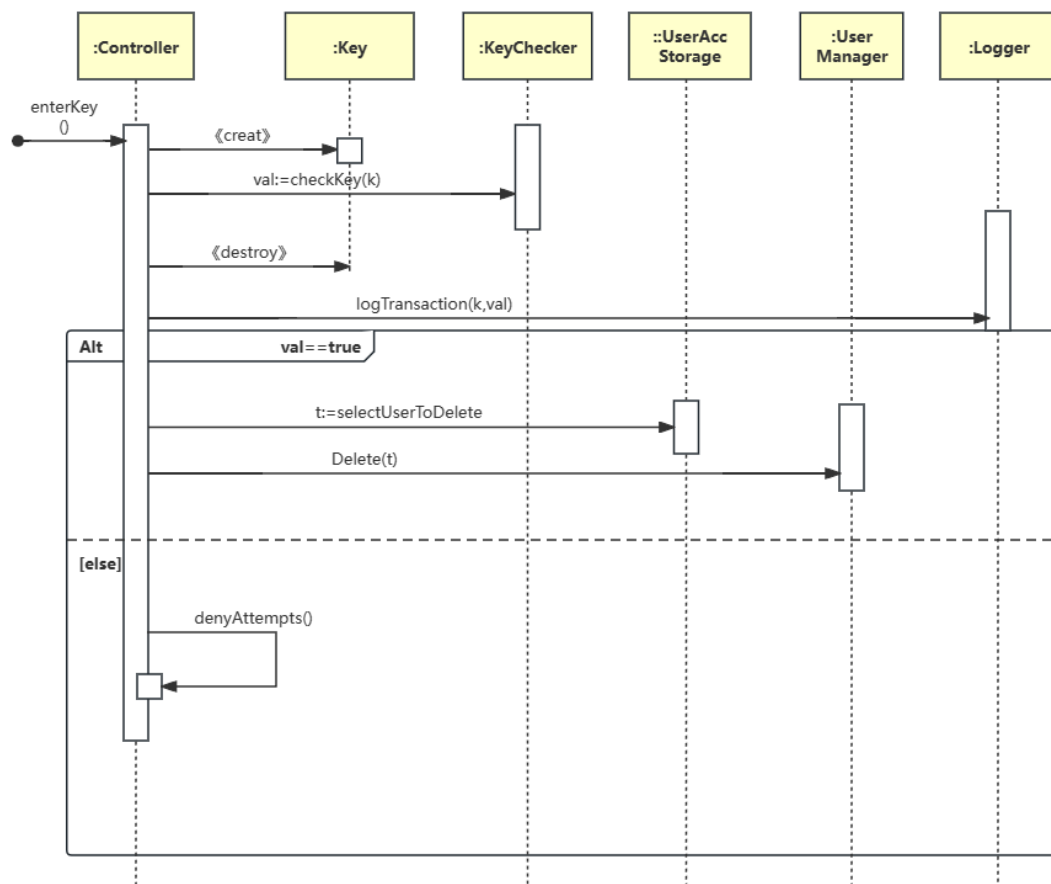 :Controller
:Key
:KeyChecker
::UserAcc
Storage
:User
Manager
:Logger
enterKey
()
《creat》
val:=checkKey(k)
《destroy》
logTransaction(k,val)
Alt
val==true
t:=selectUserToDelete
Delete(t)
[else]
denyAttempts()